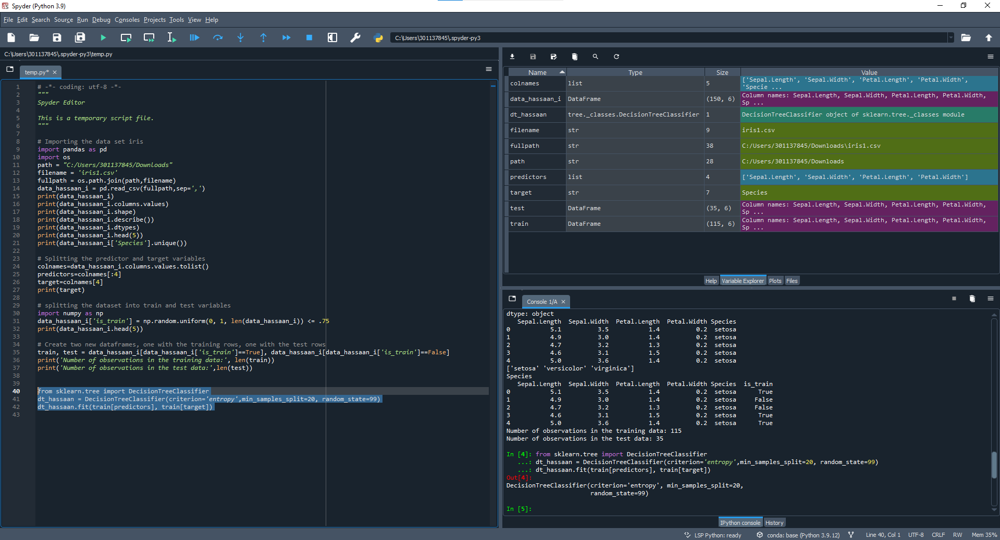 Spyder (Python 3.9)
File Edit Search Source Run Debug Consoles Projects Tools View Help
C:\Users\301137845\.spyder-py3
C:\Users\301137845\.spyder-py3\temp.py
temp.py*
1 # -*- coding: utf-8 -*-
2 """
3 Spyder Editor
4
5 This is a temporary script file.
6 """
7
8 # Importing the data set iris
9 import pandas as pd
10 import os
11 path = "C:/Users/301137845/Downloads"
12 filename = 'iris1.csv'
13 fullpath = os.path.join(path,filename)
14 data_hassaan_i = pd.read_csv(fullpath,sep=',')
15 print(data_hassaan_i)
16 print(data_hassaan_i.columns.values)
17 print(data_hassaan_i.shape)
18 print(data_hassaan_i.describe())
19 print(data_hassaan_i.dtypes)
20 print(data_hassaan_i.head(5))
21 print(data_hassaan_i['Species'].unique())
22
23 # Splitting the predictor and target variables
24 colnames=data_hassaan_i.columns.values.tolist()
25 predictors=colnames[:4]
26 target=colnames[4]
27 print(target)
28
29 # splitting the dataset into train and test variables
30 import numpy as np
31 data_hassaan_i['is_train'] = np.random.uniform(0, 1, len(data_hassaan_i)) <= .75
32 print(data_hassaan_i.head(5))
33
34 # Create two new dataframes, one with the training rows, one with the test rows
35 train, test = data_hassaan_i[data_hassaan_i['is_train']==True], data_hassaan_i[data_hassaan_i['is_train']==False]
36 print('Number of observations in the training data:', len(train))
37 print('Number of observations in the test data:',len(test))
38
39
40 from sklearn.tree import DecisionTreeClassifier
41 dt_hassaan = DecisionTreeClassifier(criterion='entropy',min_samples_split=20, random_state=99)
42 dt_hassaan.fit(train[predictors], train[target])
43
Name Type Size Value
colnames list 5 ['Sepal.Length', 'Sepal.Width', 'Petal.Length', 'Petal.Width',
'Specie ...
data_hassaan_i DataFrame (150, 6) Column names: Sepal.Length, Sepal.Width, Petal.Length, Petal.Width,
Sp ...
dt_hassaan tree._classes.DecisionTreeClassifier 1 DecisionTreeClassifier object of sklearn.tree._classes module
filename str 9 iris1.csv
fullpath str 38 C:/Users/301137845/Downloads\iris1.csv
path str 28 C:/Users/301137845/Downloads
predictors list 4 ['Sepal.Length', 'Sepal.Width', 'Petal.Length', 'Petal.Width']
target str 7 Species
test DataFrame (35, 6) Column names: Sepal.Length, Sepal.Width, Petal.Length, Petal.Width,
Sp ...
train DataFrame (115, 6) Column names: Sepal.Length, Sepal.Width, Petal.Length, Petal.Width,
Sp ...
Help Variable Explorer Plots Files
Console 1/A
dtype: object
Sepal.Length Sepal.Width Petal.Length Petal.Width Species
0 5.1 3.5 1.4 0.2 setosa
1 4.9 3.0 1.4 0.2 setosa
2 4.7 3.2 1.3 0.2 setosa
3 4.6 3.1 1.5 0.2 setosa
4 5.0 3.6 1.4 0.2 setosa
['setosa' 'versicolor' 'virginica']
Species
Sepal.Length Sepal.Width Petal.Length Petal.Width Species is_train
0 5.1 3.5 1.4 0.2 setosa True
1 4.9 3.0 1.4 0.2 setosa False
2 4.7 3.2 1.3 0.2 setosa False
3 4.6 3.1 1.5 0.2 setosa True
4 5.0 3.6 1.4 0.2 setosa True
Number of observations in the training data: 115
Number of observations in the test data: 35
In [4]: from sklearn.tree import DecisionTreeClassifier
...: dt_hassaan = DecisionTreeClassifier(criterion='entropy',min_samples_split=20, random_state=99)
...: dt_hassaan.fit(train[predictors], train[target])
Out[4]:
DecisionTreeClassifier(criterion='entropy', min_samples_split=20,
random_state=99)
In [5]:
IPython console History
LSP Python: ready conda: base (Python 3.9.12) Line 40, Col 1 UTF-8 CRLF RW Mem 35%